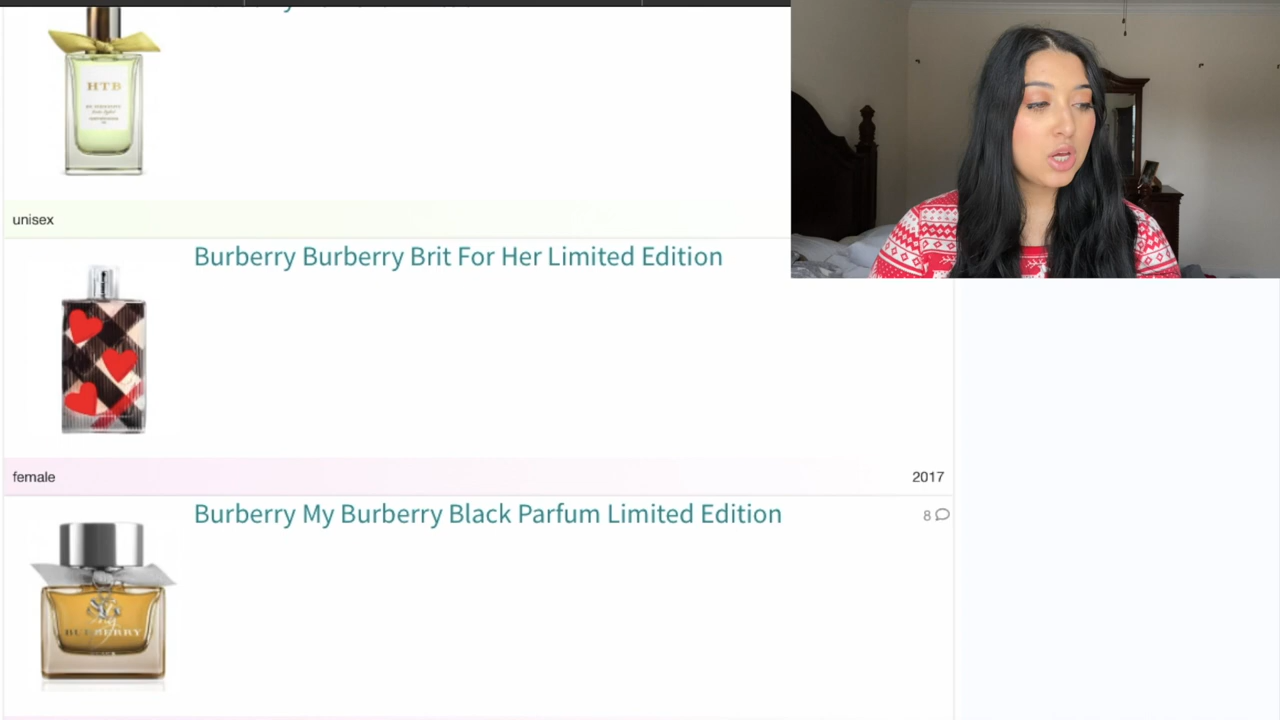 HTB
unisex
Burberry Burberry Brit For Her Limited Edition
female
2017
Burberry My Burberry Black Parfum Limited Edition
8
BURBERRY